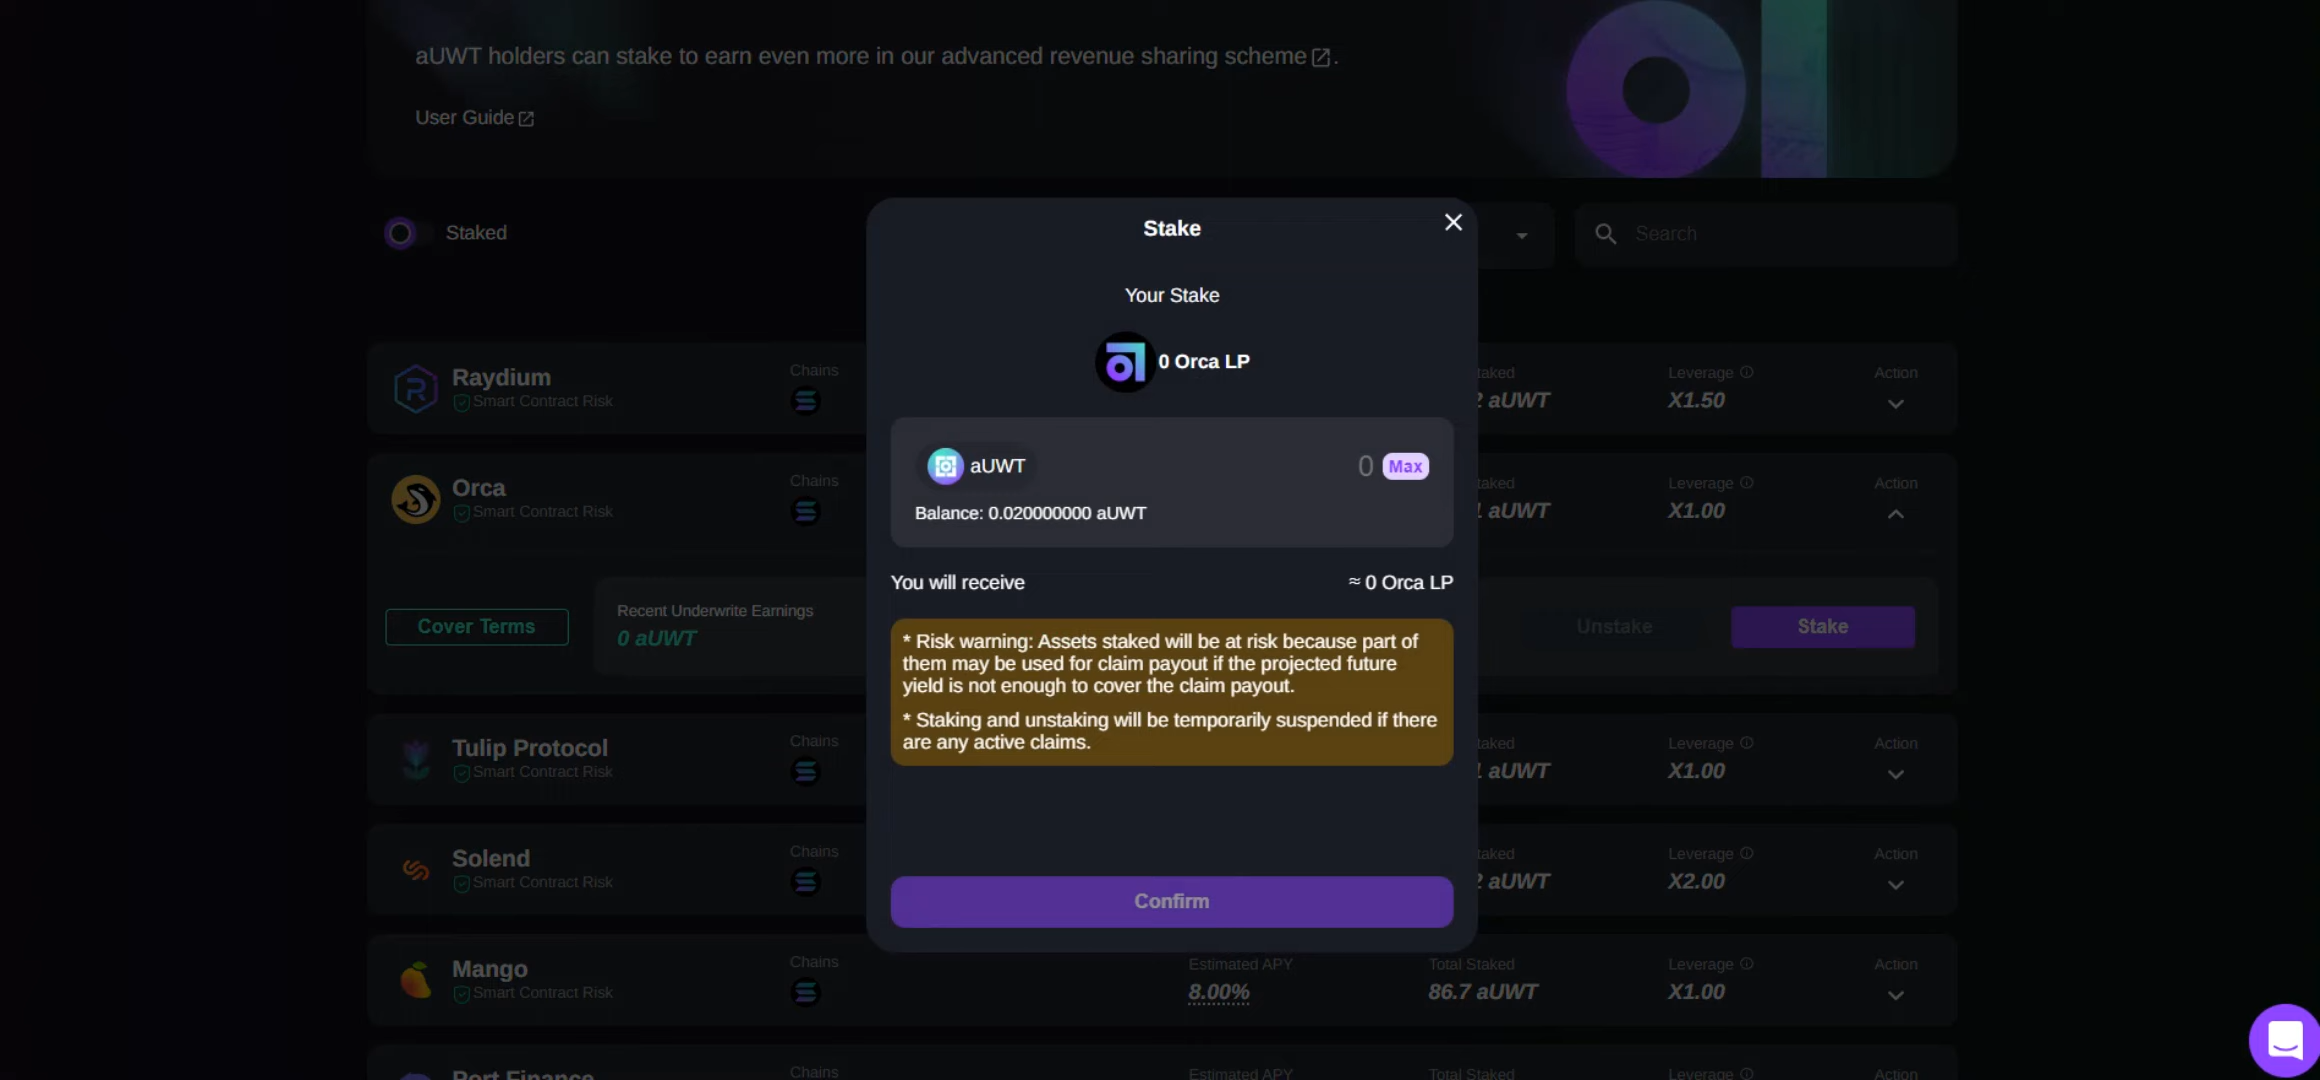 aUWT holders can stake to earn even more in our advanced revenue sharing scheme.
User Guide
Staked
Search
Stake
Your Stake
0 Orca LP
aUWT
0 Max
Balance: 0.020000000 aUWT
You will receive
≈ 0 Orca LP
* Risk warning: Assets staked will be at risk because part of
them may be used for claim payout if the projected future
yield is not enough to cover the claim payout.
* Staking and unstaking will be temporarily suspended if there
are any active claims.
Confirm
Raydium
Smart Contract Risk
Chains
aUWT
Leverage
X1.50
Action
Orca
Smart Contract Risk
Chains
aUWT
Leverage
X1.00
Action
Cover Terms
Recent Underwrite Earnings
0 aUWT
Unstake
Stake
Tulip Protocol
Smart Contract Risk
Chains
aUWT
Leverage
X1.00
Action
Solend
Smart Contract Risk
Chains
aUWT
Leverage
X2.00
Action
Mango
Smart Contract Risk
Chains
Estimated APY
8.00%
Total Staked
86.7 aUWT
Leverage
X1.00
Action
Port Finance
Chains
Estimated APY
Total Staked
Leverage
Action